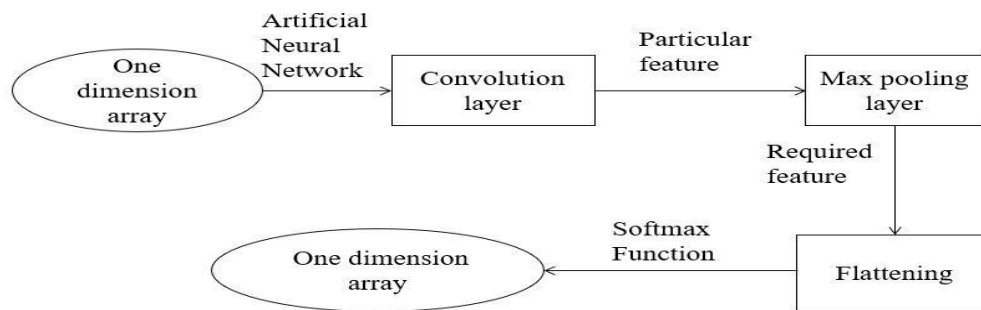 One
dimension
array
Artificial
Neural
Network
Convolution
layer
Particular
feature
Max pooling
layer
Required
feature
Flattening
Softmax
Function
One dimension
array